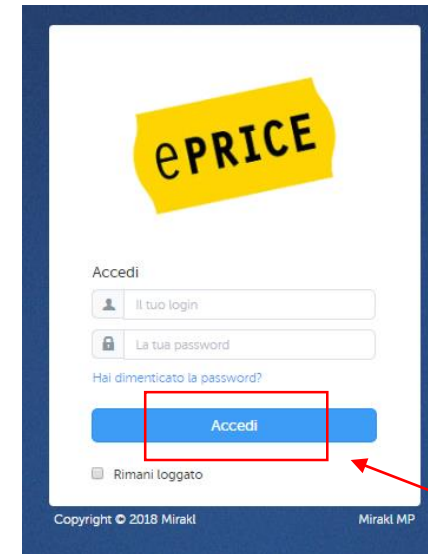 ePRICE
Accedi
Il tuo login
La tua password
Hai dimenticato la password?
Accedi
Rimani loggato
Copyright © 2018 Mirakl Mirakl MP